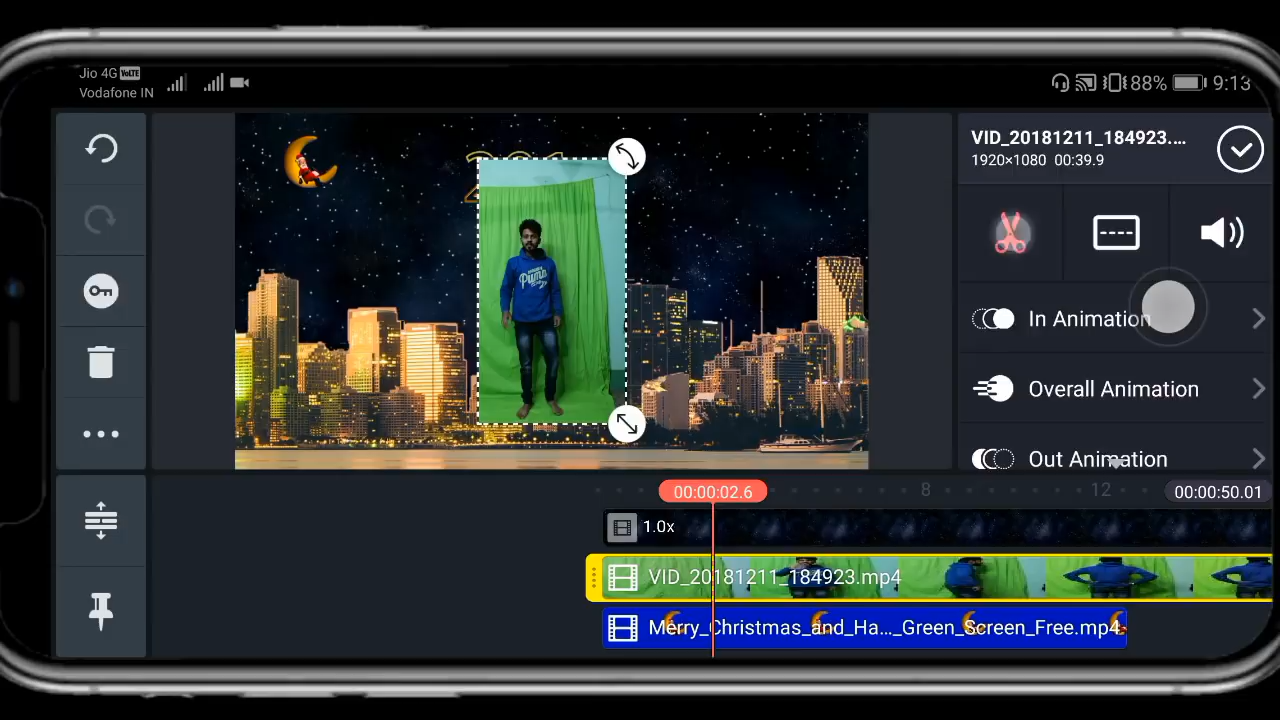 Jio 4G VoLTE
Vodafone IN
88% 9:13
VID_20181211_184923....
1920×1080 00:39.9
In Animation
Overall Animation
Out Animation
00:00:02.6
8
12
00:00:50.01
1.0x
VID_20181211_184923.mp4
Merry_Christmas_and_Ha..._Green_Screen_Free.mp4